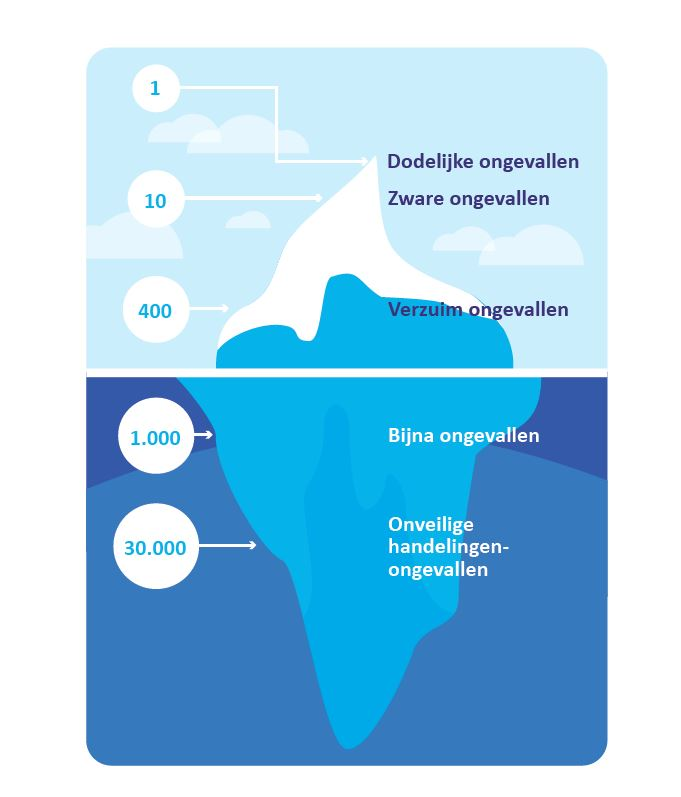 1
Dodelijke ongevallen
10
Zware ongevallen
400
Verzuim ongevallen
1.000
Bijna ongevallen
30.000
Onveilige
handelingen-
ongevallen